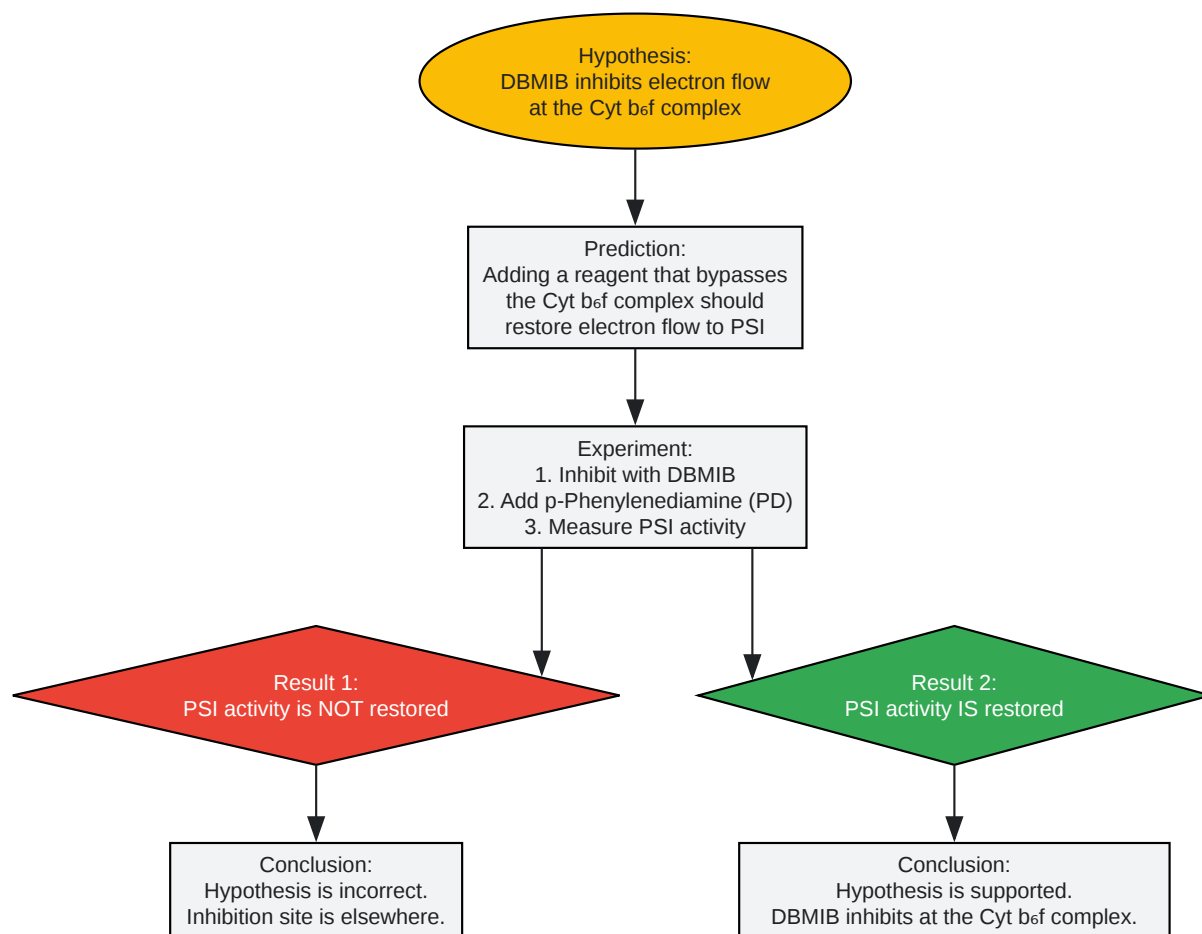 Hypothesis:
DBMIB inhibits electron flow
at the Cyt b₆f complex
Prediction:
Adding a reagent that bypasses
the Cyt b₆f complex should
restore electron flow to PSI
Experiment:
1. Inhibit with DBMIB
2. Add p-Phenylenediamine (PD)
3. Measure PSI activity
Result 1:
PSI activity is NOT restored
Result 2:
PSI activity IS restored
Conclusion:
Hypothesis is incorrect.
Inhibition site is elsewhere.
Conclusion:
Hypothesis is supported.
DBMIB inhibits at the Cyt b₆f complex.